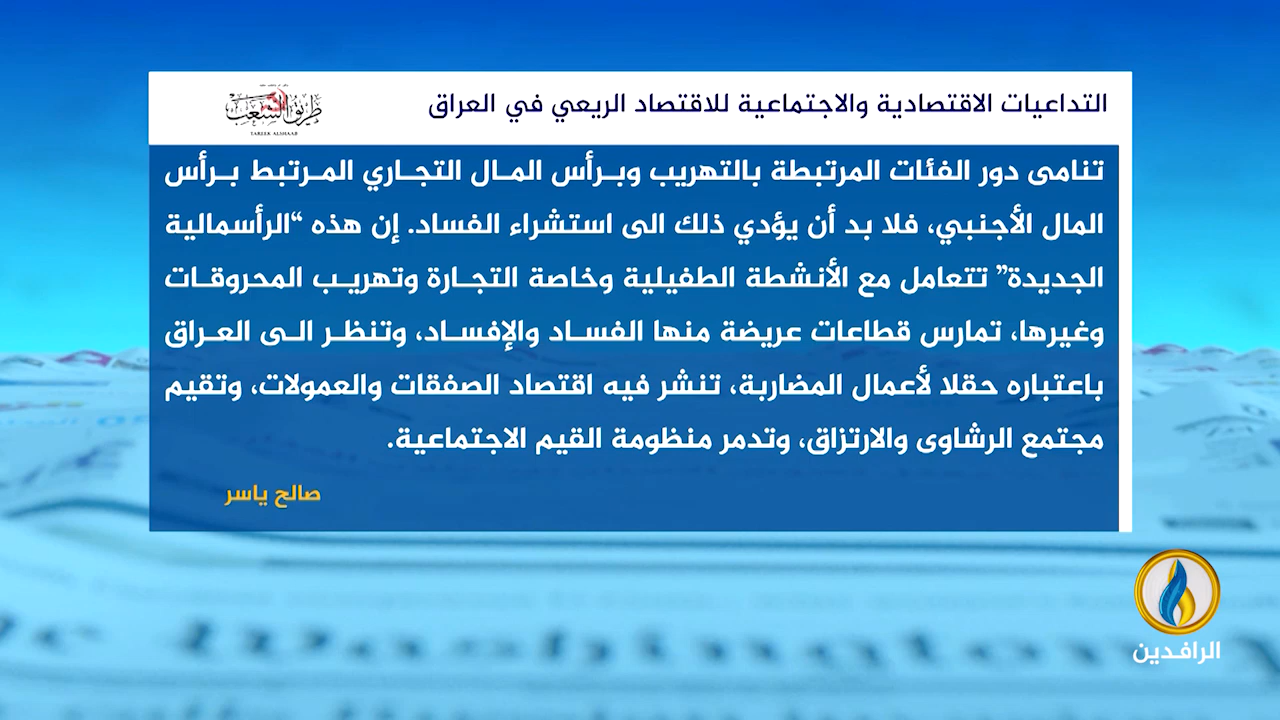 التداعيات الاقتصادية والاجتماعية للاقتصاد الريعي في العراق
طريق الشعب
TAREEK ALSHAAB
تنامى دور الفئات المرتبطة بالتهريب وبرأس المال التجاري المرتبط برأس
المال الأجنبي، فلا بد أن يؤدي ذلك الى استشراء الفساد. إن هذه “الرأسمالية
الجديدة” تتعامل مع الأنشطة الطفيلية وخاصة التجارة وتهريب المحروقات
وغيرها، تمارس قطاعات عريضة منها الفساد والإفساد، وتنظر الى العراق
باعتباره حقلا لأعمال المضاربة، تنشر فيه اقتصاد الصفقات والعمولات، وتقيم
مجتمع الرشاوى والارتزاق، وتدمر منظومة القيم الاجتماعية.
صالح ياسر
الرافدين